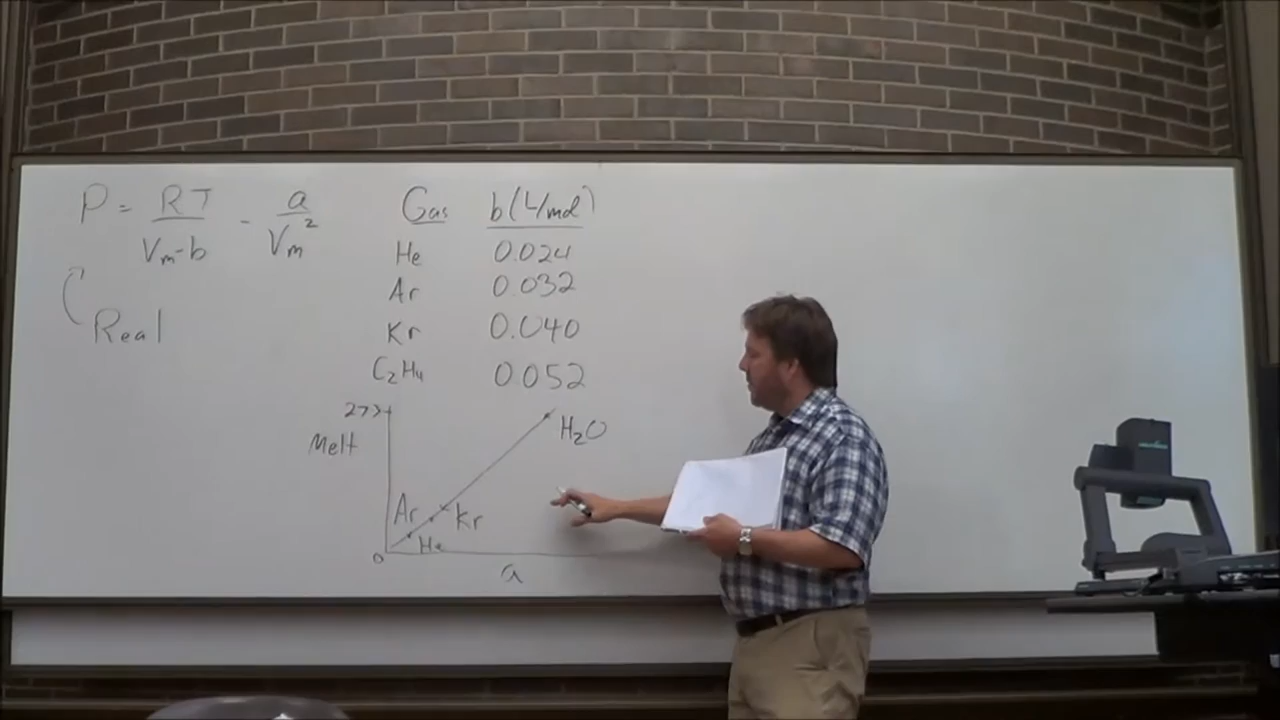 P = RT/(Vm-b) - a/Vm²
Real
Gas b(L/mol)
He 0.024
Ar 0.032
Kr 0.040
C₂H₄ 0.052
273
Melt
H₂O
Ar
Kr
He
0
a